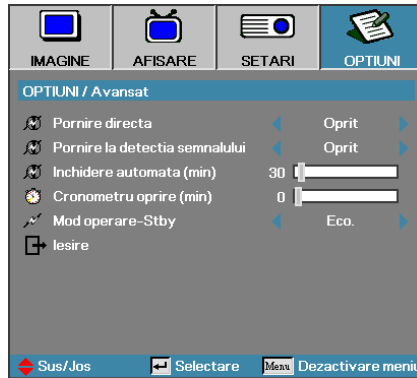 IMAGINE AFISARE SETARI OPTIUNI
OPTIUNI / Avansat
Pornire directa Oprit
Pornire la detectia semnalului Oprit
Inchidere automata (min) 30
Cronometru oprire (min) 0
Mod operare-Stby Eco.
Iesire
Sus/Jos Selectare Menu Dezactivare meniu